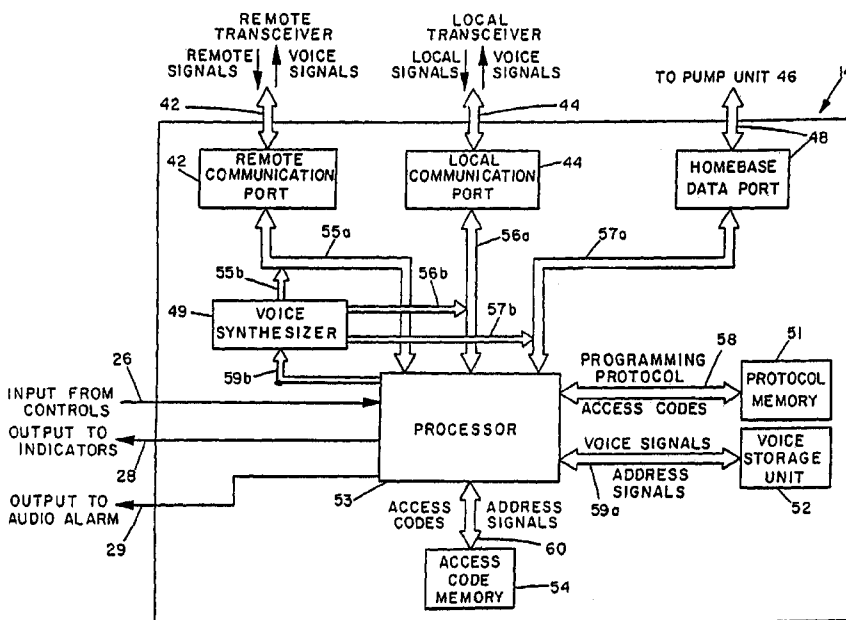 REMOTE TRANSCEIVER
REMOTE SIGNALS
VOICE SIGNALS
LOCAL TRANSCEIVER
LOCAL SIGNALS
VOICE SIGNALS
TO PUMP UNIT 46
42
44
48
42
REMOTE COMMUNICATION PORT
LOCAL COMMUNICATION PORT
44
HOMEBASE DATA PORT
55a
56a
57a
55b
56b
49
VOICE SYNTHESIZER
57b
59b
26
INPUT FROM CONTROLS
OUTPUT TO INDICATORS
28
OUTPUT TO AUDIO ALARM
29
PROCESSOR
53
PROGRAMMING PROTOCOL
58
ACCESS CODES
51
PROTOCOL MEMORY
VOICE SIGNALS
ADDRESS SIGNALS
59a
VOICE STORAGE UNIT
52
ACCESS CODES
ADDRESS SIGNALS
60
ACCESS CODE MEMORY
54